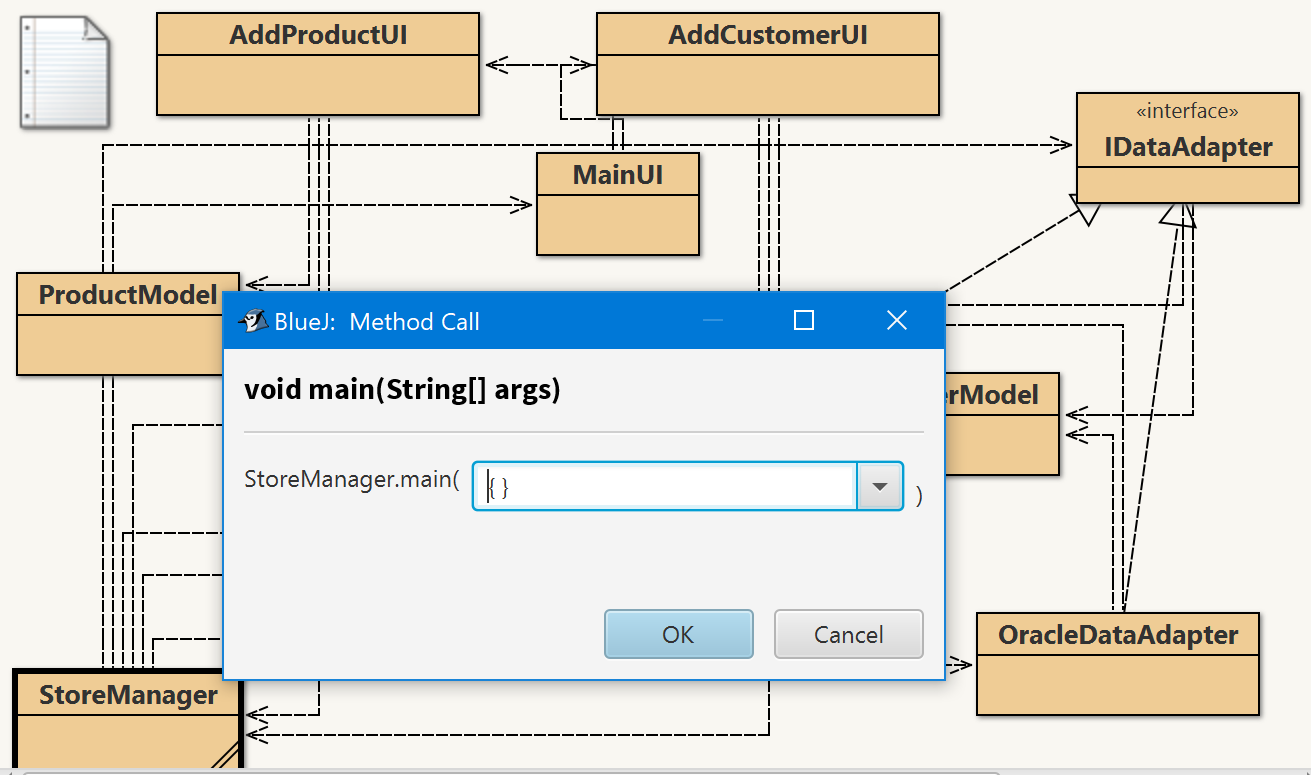 AddProductUI
AddCustomerUI
«interface»
IDataAdapter
MainUI
ProductModel
BlueJ: Method Call
void main(String[] args)
erModel
StoreManager.main(
{ }
)
OK
Cancel
OracleDataAdapter
StoreManager